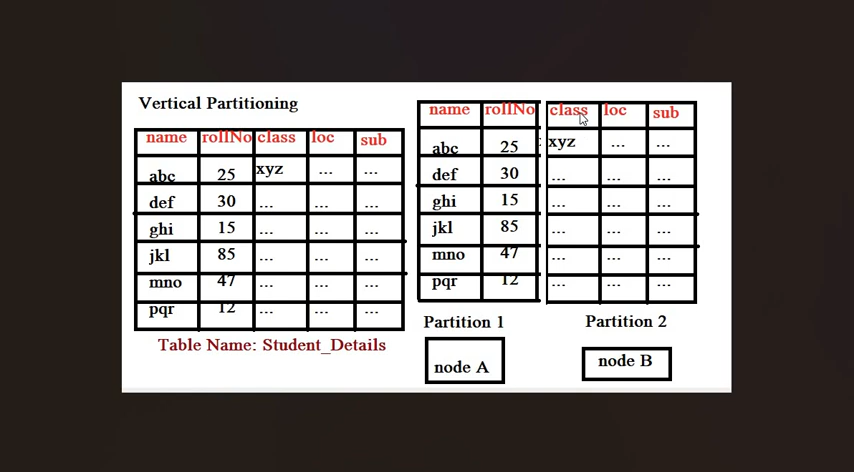 Vertical Partitioning
name rollNo class loc sub
abc 25 xyz ... ...
def 30 ... ... ...
ghi 15 ... ... ...
jkl 85 ... ... ...
mno 47 ... ... ...
pqr 12 ... ... ...
Table Name: Student_Details
name rollNo
abc 25
def 30
ghi 15
jkl 85
mno 47
pqr 12
Partition 1
node A
class loc sub
xyz ... ...
... ... ...
... ... ...
... ... ...
... ... ...
... ... ...
Partition 2
node B